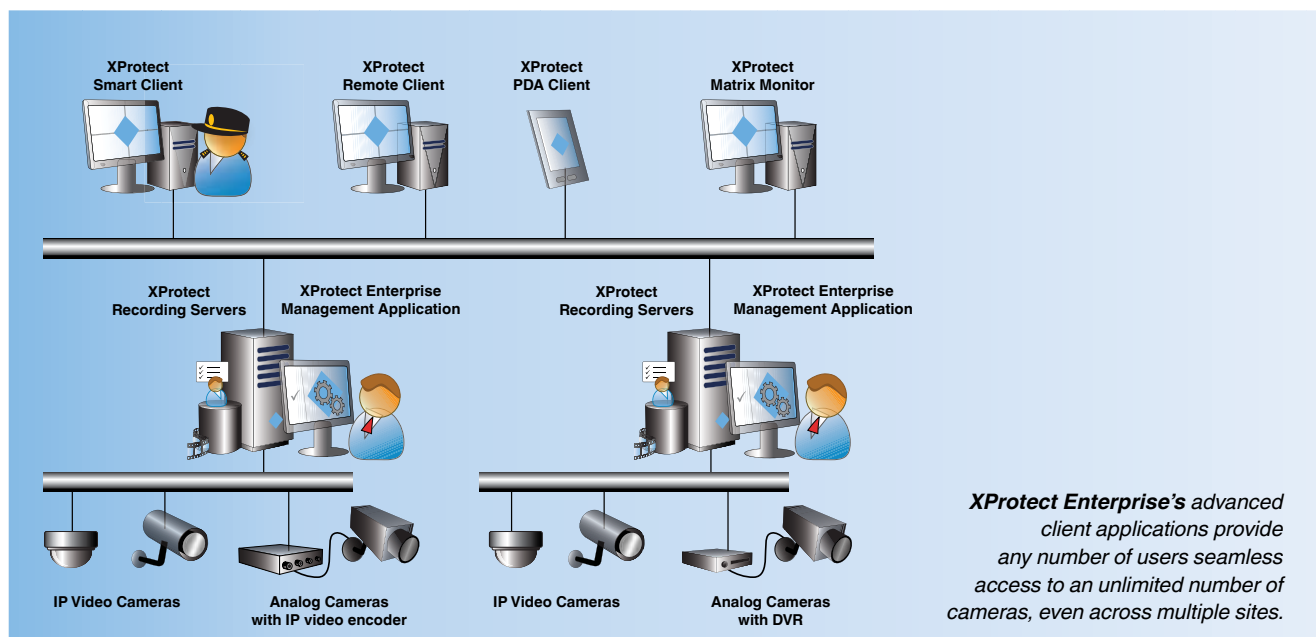 XProtect
Smart Client
XProtect
Remote Client
XProtect
PDA Client
XProtect
Matrix Monitor
XProtect
Recording Servers
XProtect Enterprise
Management Application
XProtect
Recording Servers
XProtect Enterprise
Management Application
IP Video Cameras
Analog Cameras
with IP video encoder
IP Video Cameras
Analog Cameras
with DVR
XProtect Enterprise's advanced
client applications provide
any number of users seamless
access to an unlimited number of
cameras, even across multiple sites.